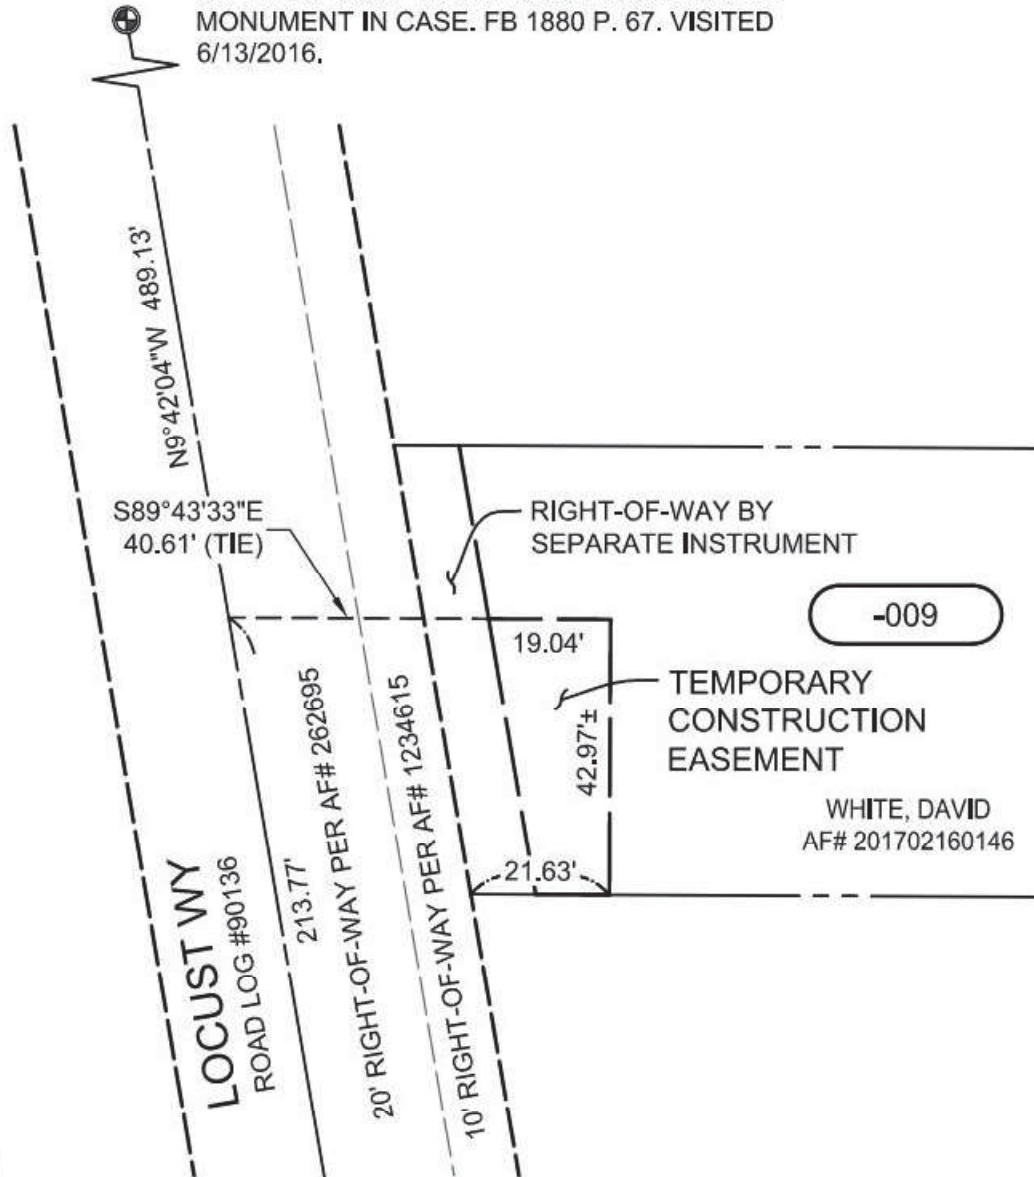 MONUMENT IN CASE. FB 1880 P. 67. VISITED
6/13/2016.
N9°42'04"W 489.13'
S89°43'33"E
40.61' (TIE)
RIGHT-OF-WAY BY
SEPARATE INSTRUMENT
-009
19.04'
TEMPORARY
CONSTRUCTION
EASEMENT
42.97'±
WHITE, DAVID
AF# 201702160146
21.63'
213.77'
20' RIGHT-OF-WAY PER AF# 262695
10' RIGHT-OF-WAY PER AF# 1234615
LOCUST WY
ROAD LOG #90136